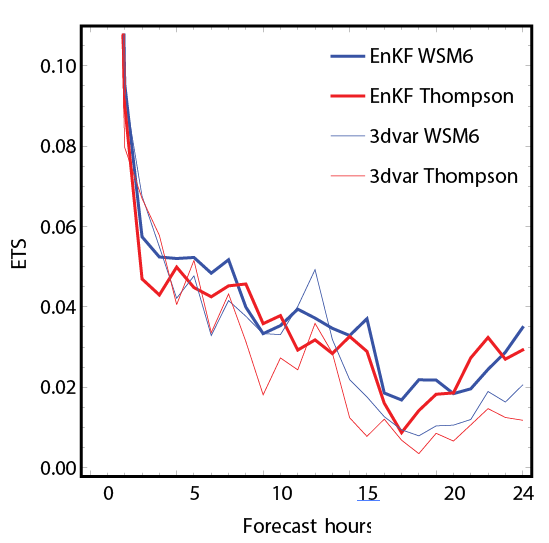 0.10
0.08
0.06
0.04
0.02
0.00
ETS
EnKF WSM6
EnKF Thompson
3dvar WSM6
3dvar Thompson
0 5 10 15 20 24
Forecast hours